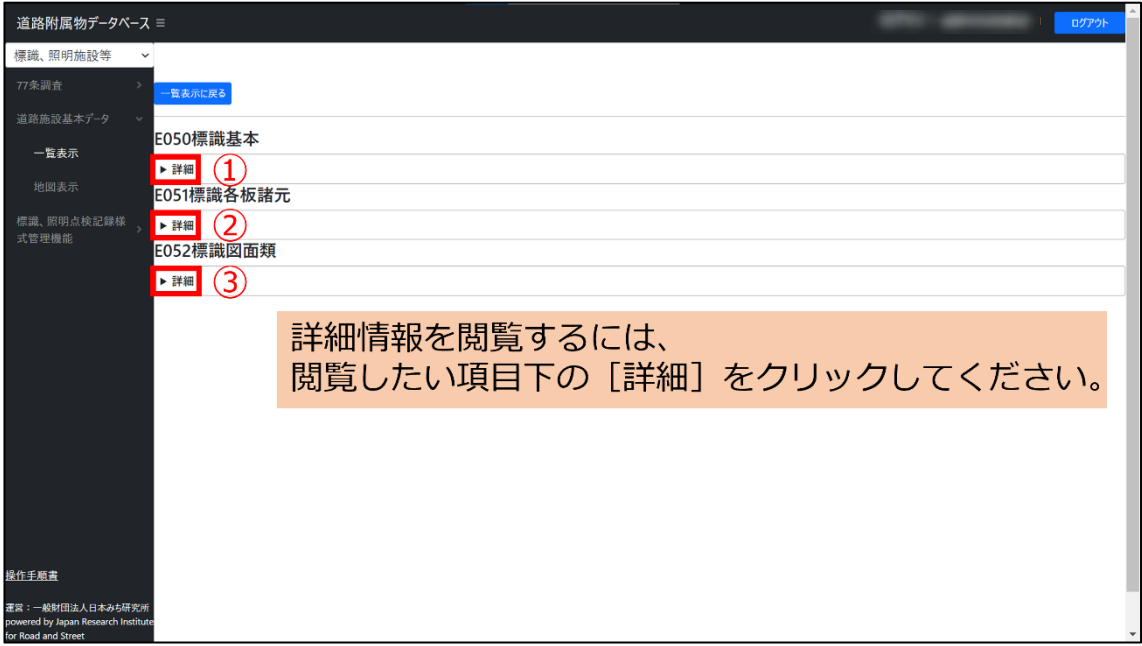 道路附属物データベース ≡
ログアウト
標識、照明施設等
77条調査
道路施設基本データ
一覧表示
地図表示
標識、照明点検記録様
式管理機能
一覧表示に戻る
E050標識基本
▶ 詳細 ①
E051標識各板諸元
▶ 詳細 ②
E052標識図面類
▶ 詳細 ③
詳細情報を閲覧するには、
閲覧したい項目下の［詳細］をクリックしてください。
操作手順書
運営：一般財団法人日本みち研究所
powered by Japan Research Institute
for Road and Street